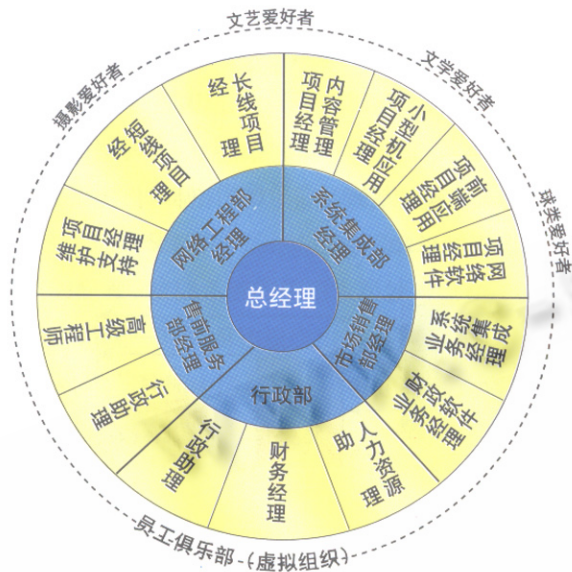 文艺爱好者
摄影爱好者
文学爱好者
球类爱好者
员工俱乐部-(虚拟组织)
长线项目
经理
内容管理
项目经理
小型机应用
项目经理
前端应用
项目经理
网络软件
项目经理
系统集成
业务经理
财政软件
业务经理
人力资源
助理
财务经理
行政助理
行政助理
高级工程师
项目经理
维护支持
短线项目
经理
网络工程部
经理
系统集成部
经理
市场销售
部经理
行政部
售前服务
部经理
总经理